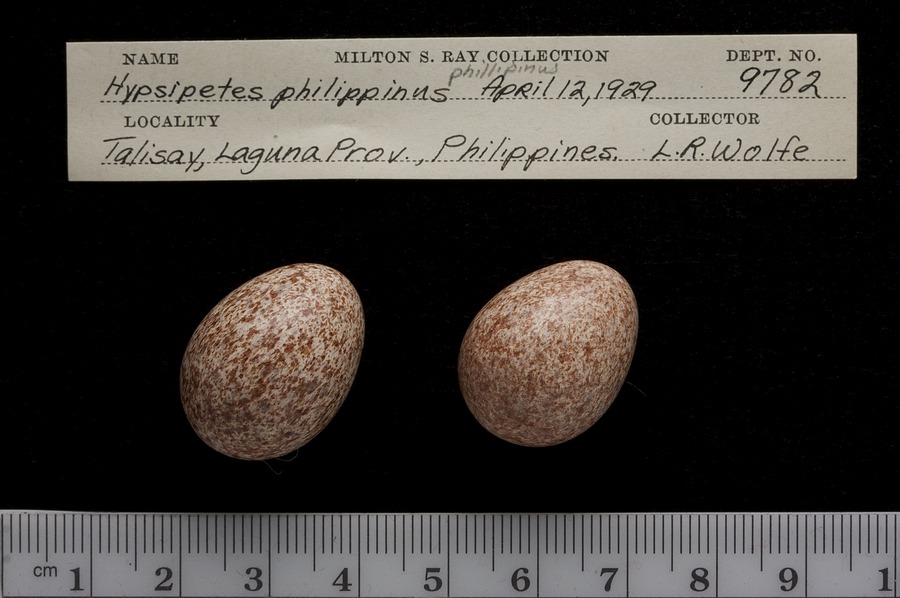 NAME MILTON S. RAY COLLECTION DEPT. NO.
phillipinus
Hypsipetes philippinus April 12, 1929 9782
LOCALITY COLLECTOR
Talisay, Laguna Prov., Philippines. L.R. Wolfe
cm 1 2 3 4 5 6 7 8 9 1